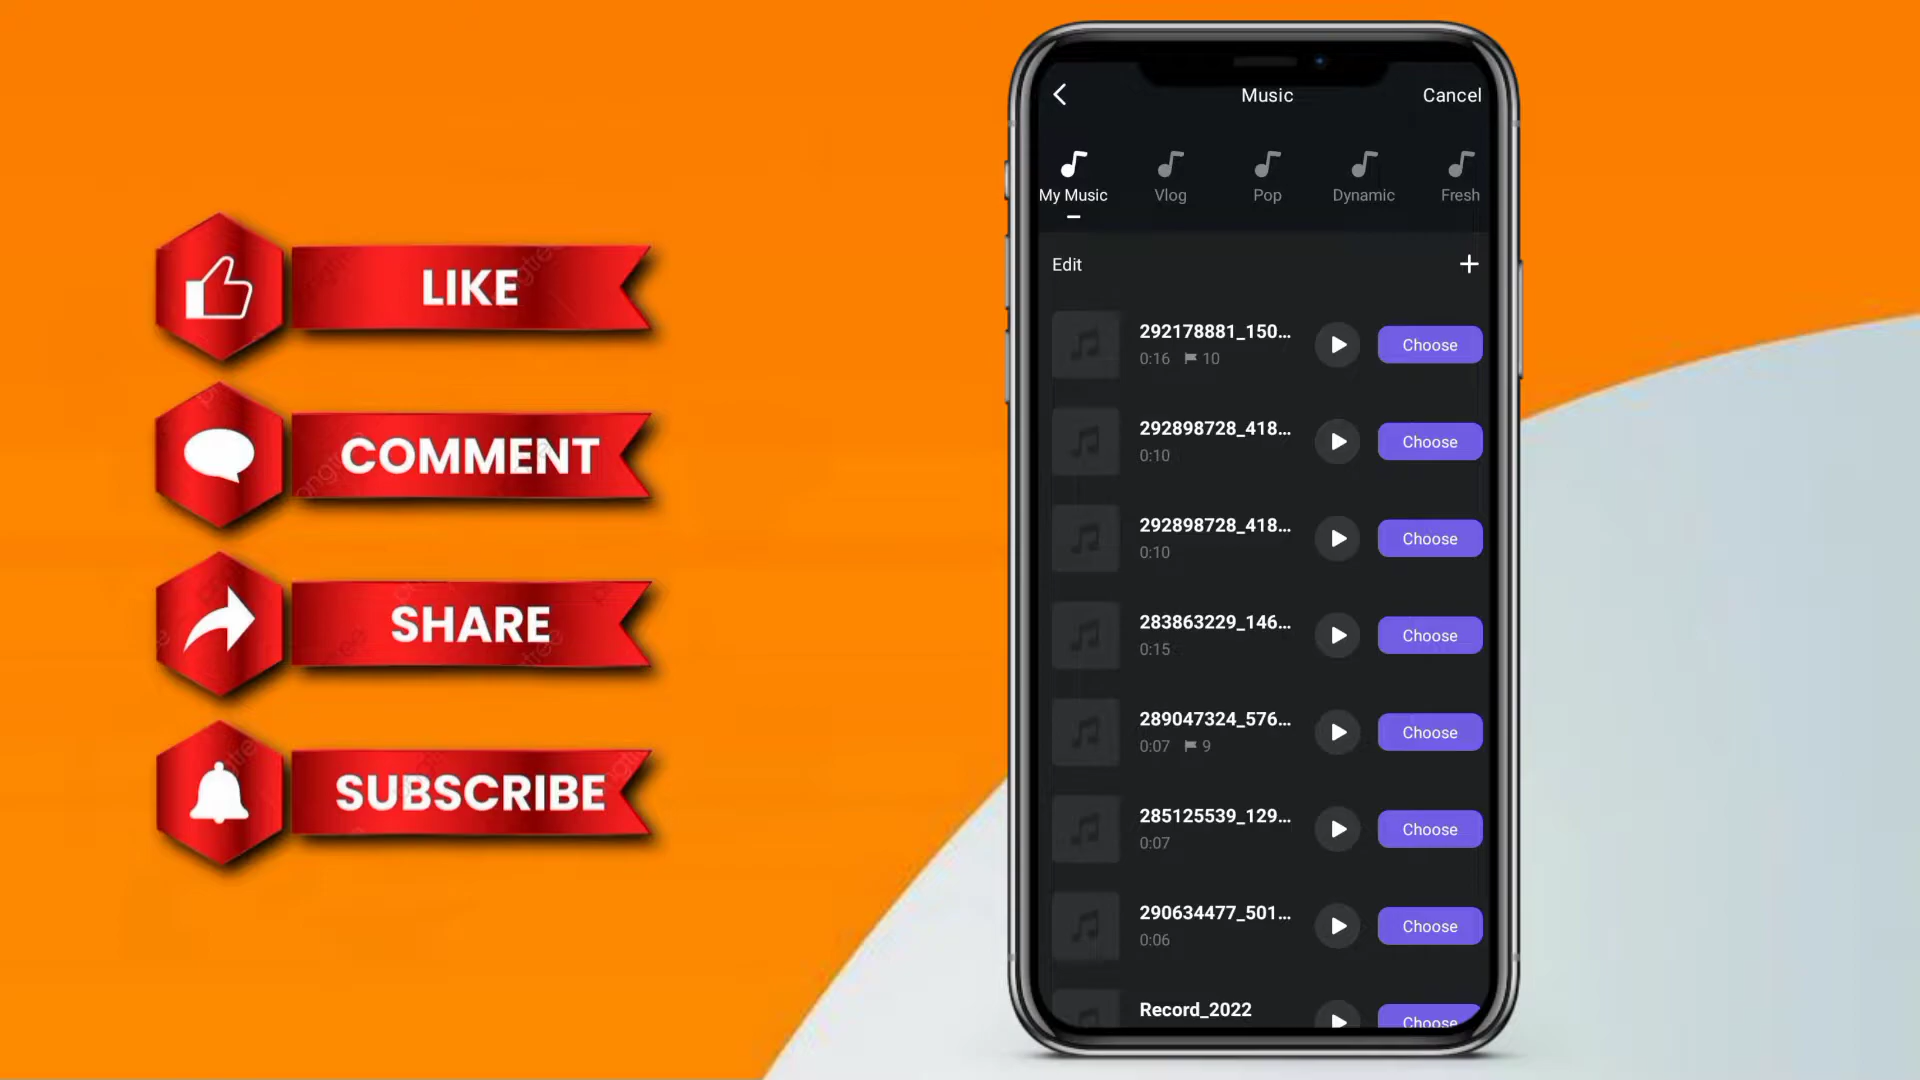 LIKE
COMMENT
SHARE
SUBSCRIBE
Music
Cancel
My Music
Vlog
Pop
Dynamic
Fresh
Edit
292178881_150...
0:16 10
Choose
292898728_418...
0:10
Choose
292898728_418...
0:10
Choose
283863229_146...
0:15
Choose
289047324_576...
0:07 9
Choose
285125539_129...
0:07
Choose
290634477_501...
0:06
Choose
Record_2022
Choose